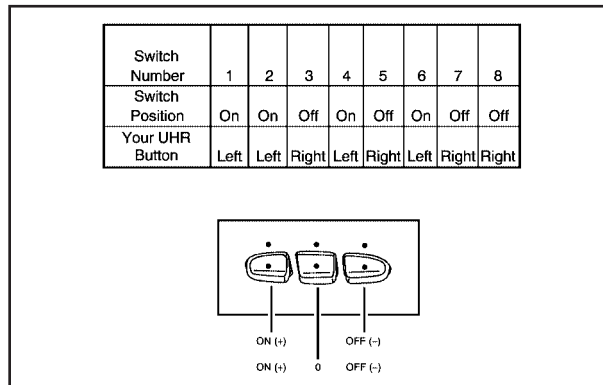 Switch
Number 1 2 3 4 5 6 7 8
Switch
Position On On Off On Off On Off Off
Your UHR
Button Left Left Right Left Right Left Right Right
ON (+) OFF (–)
ON (+) 0 OFF (–)